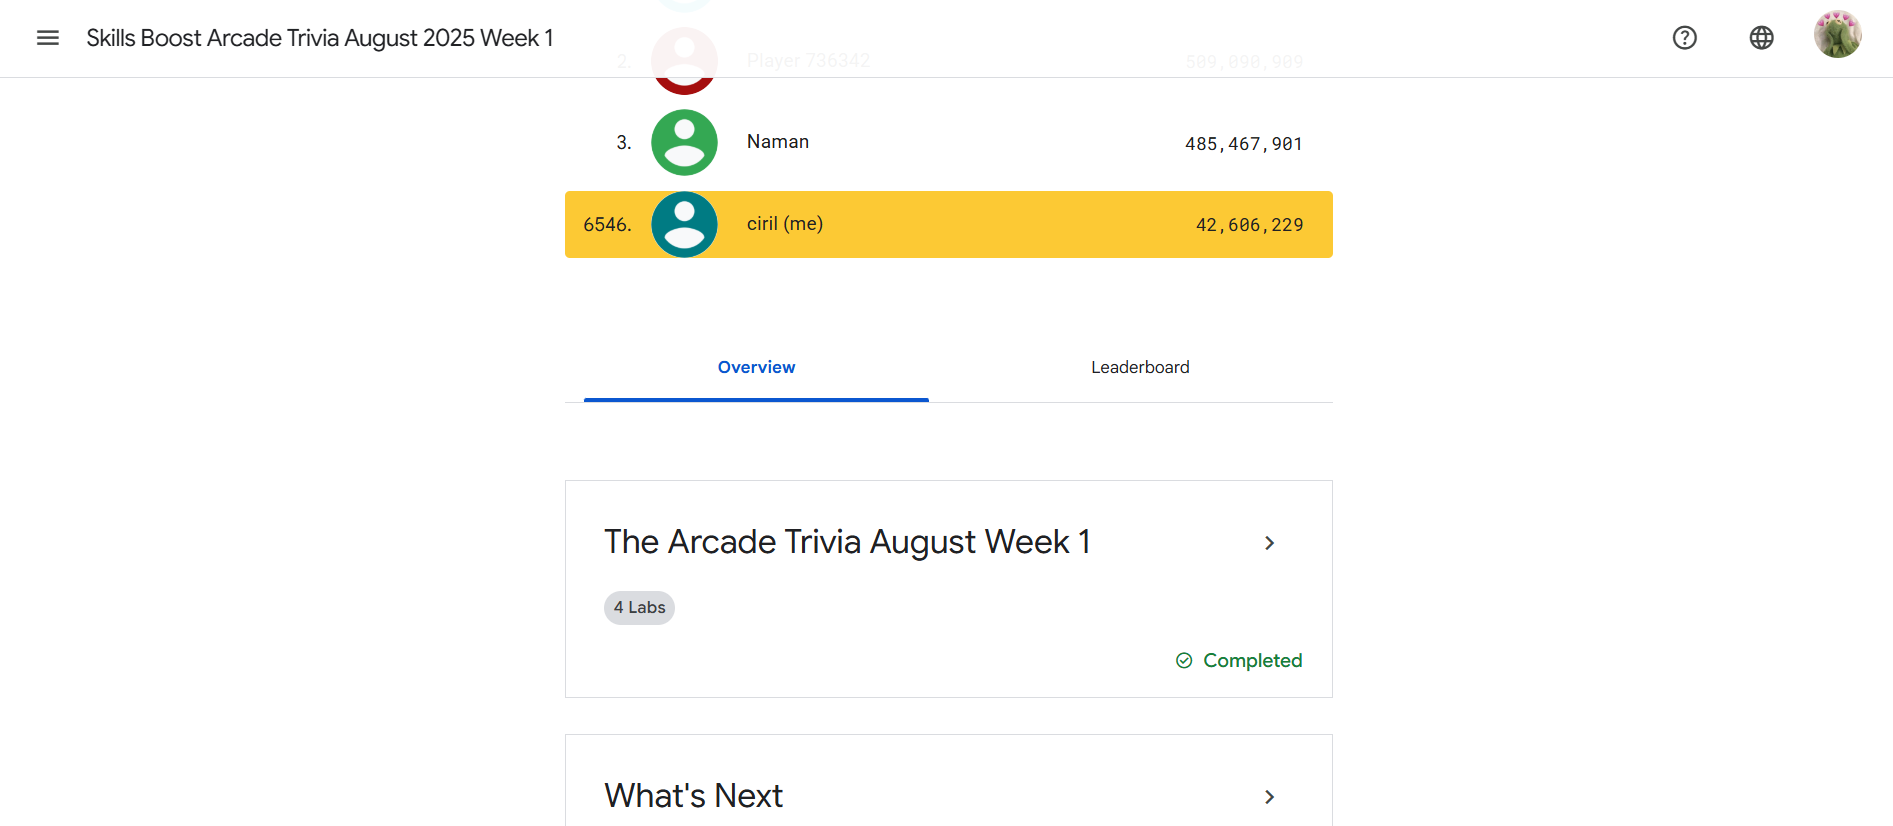 Skills Boost Arcade Trivia August 2025 Week 1
2. Player 736342 509,090,909
3. Naman 485,467,901
6546. ciril (me) 42,606,229
Overview Leaderboard
The Arcade Trivia August Week 1
4 Labs
Completed
What's Next